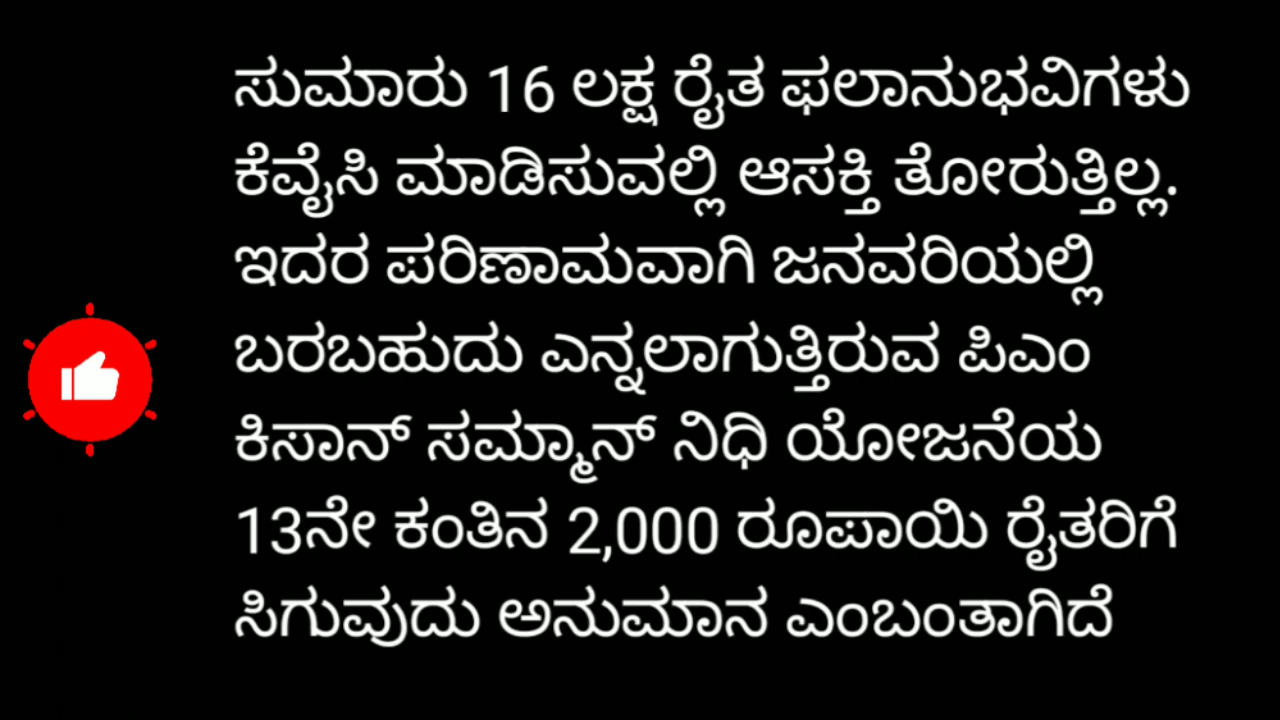 ಸುಮಾರು 16 ಲಕ್ಷ ರೈತ ಫಲಾನುಭವಿಗಳು
ಕೆವೈಸಿ ಮಾಡಿಸುವಲ್ಲಿ ಆಸಕ್ತಿ ತೋರುತ್ತಿಲ್ಲ.
ಇದರ ಪರಿಣಾಮವಾಗಿ ಜನವರಿಯಲ್ಲಿ
ಬರಬಹುದು ಎನ್ನಲಾಗುತ್ತಿರುವ ಪಿಎಂ
ಕಿಸಾನ್ ಸಮ್ಮಾನ್ ನಿಧಿ ಯೋಜನೆಯ
13ನೇ ಕಂತಿನ 2,000 ರೂಪಾಯಿ ರೈತರಿಗೆ
ಸಿಗುವುದು ಅನುಮಾನ ಎಂಬಂತಾಗಿದೆ